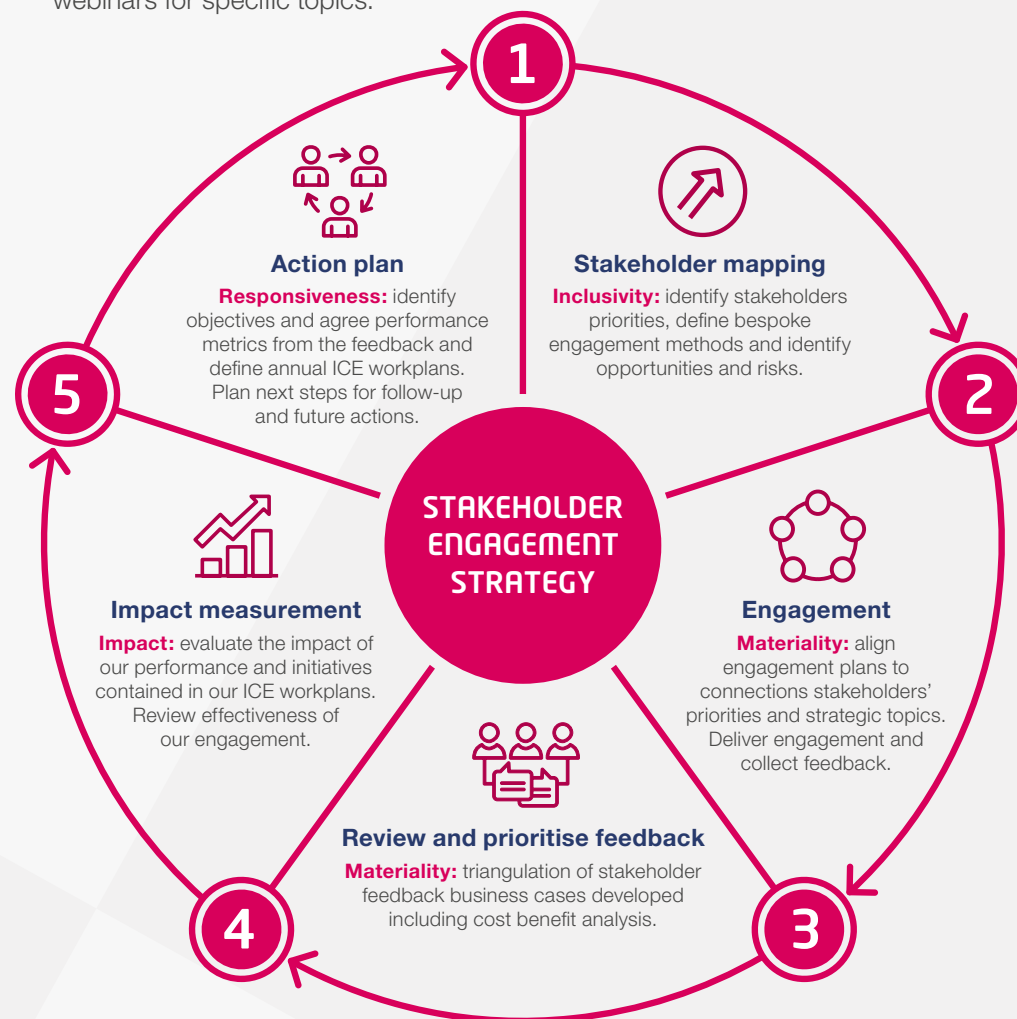 webinars for specific topics.
1
Stakeholder mapping
Inclusivity: identify stakeholders
priorities, define bespoke
engagement methods and identify
opportunities and risks.
2
Engagement
Materiality: align
engagement plans to
connections stakeholders’
priorities and strategic topics.
Deliver engagement and
collect feedback.
3
Review and prioritise feedback
Materiality: triangulation of stakeholder
feedback business cases developed
including cost benefit analysis.
4
Impact measurement
Impact: evaluate the impact of
our performance and initiatives
contained in our ICE workplans.
Review effectiveness of
our engagement.
5
Action plan
Responsiveness: identify
objectives and agree performance
metrics from the feedback and
define annual ICE workplans.
Plan next steps for follow-up
and future actions.
STAKEHOLDER
ENGAGEMENT
STRATEGY